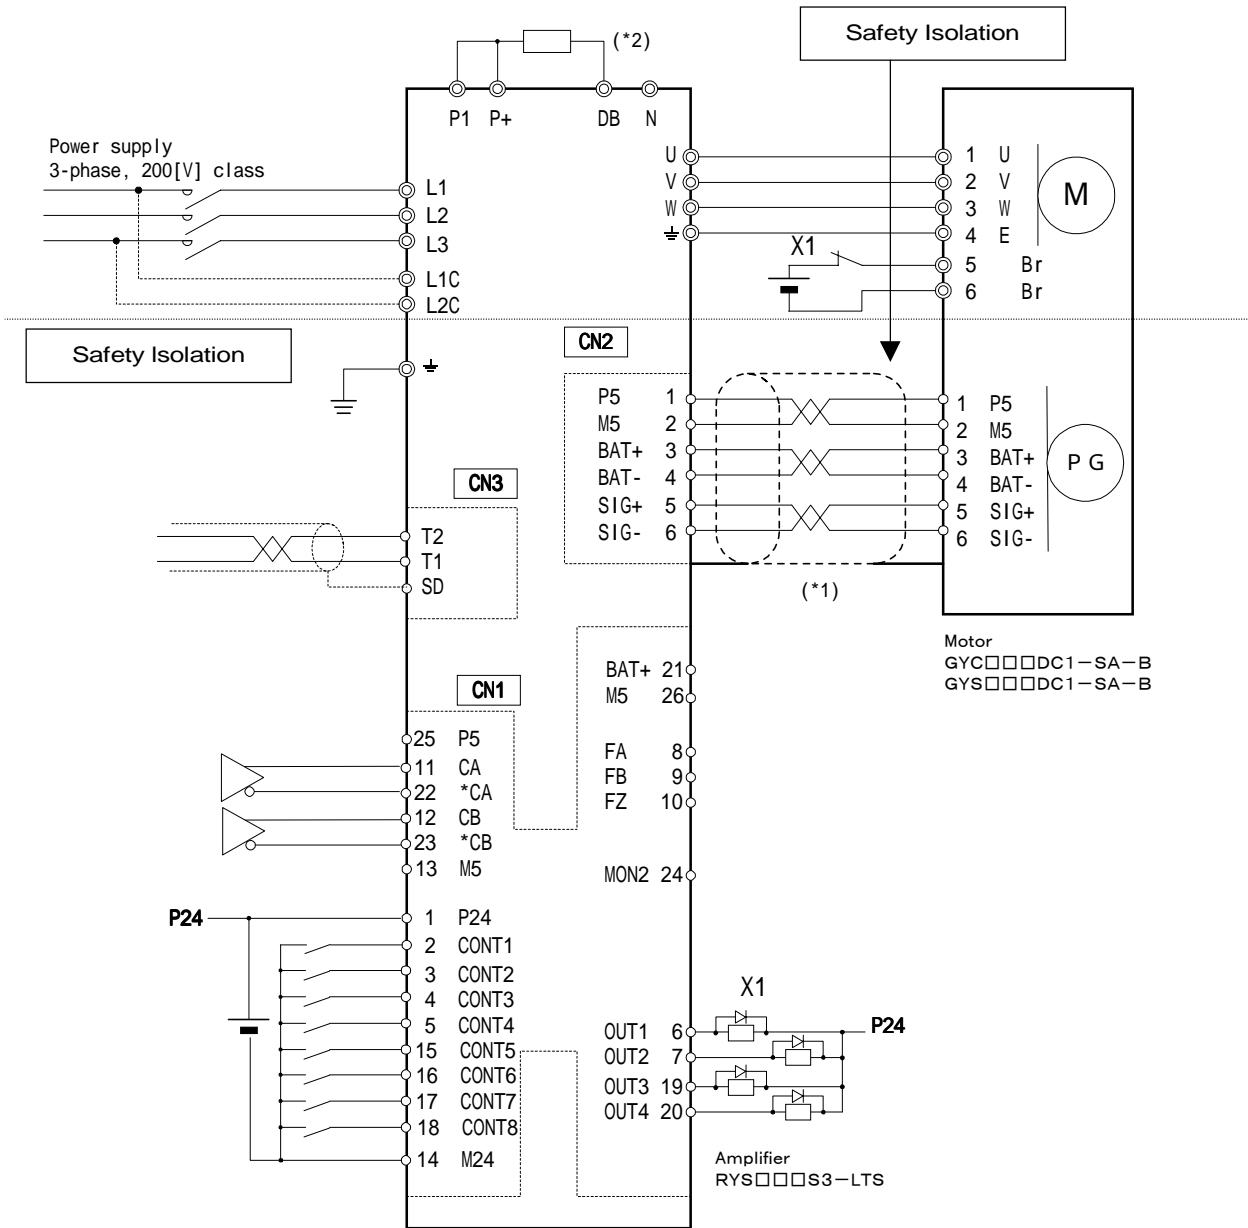 (*2)
Safety Isolation
P1 P+ DB N
Power supply
3-phase, 200[V] class
L1
L2
L3
L1C
L2C
U
V
W
1 U
2 V
3 W
4 E
5 Br
6 Br
M
X1
Safety Isolation
CN2
P5 1
M5 2
BAT+ 3
BAT- 4
SIG+ 5
SIG- 6
1 P5
2 M5
3 BAT+
4 BAT-
5 SIG+
6 SIG-
PG
(*1)
CN3
T2
T1
SD
Motor
GYC□□□DC1-SA-B
GYS□□□DC1-SA-B
CN1
BAT+ 21
M5 26
FA 8
FB 9
FZ 10
MON2 24
25 P5
11 CA
22 *CA
12 CB
23 *CB
13 M5
P24
1 P24
2 CONT1
3 CONT2
4 CONT3
5 CONT4
15 CONT5
16 CONT6
17 CONT7
18 CONT8
14 M24
X1
OUT1 6
OUT2 7
OUT3 19
OUT4 20
P24
Amplifier
RYS□□□S3-LTS